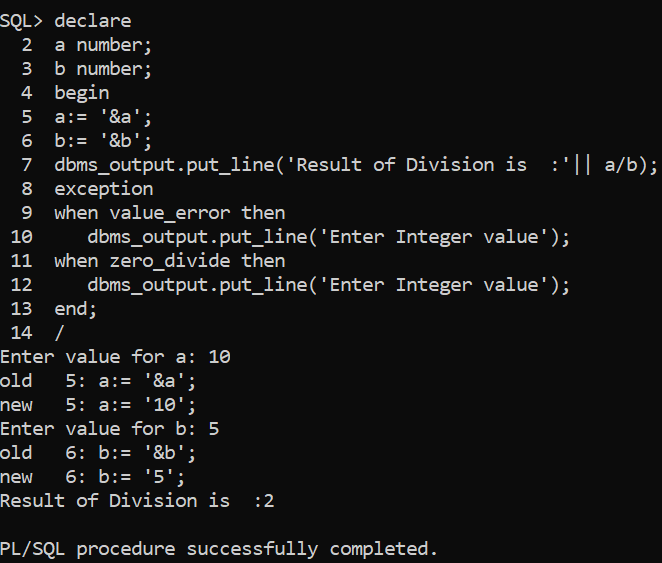 SQL> declare
  2  a number;
  3  b number;
  4  begin
  5  a:= '&a';
  6  b:= '&b';
  7  dbms_output.put_line('Result of Division is  :'|| a/b);
  8  exception
  9  when value_error then
 10     dbms_output.put_line('Enter Integer value');
 11  when zero_divide then
 12     dbms_output.put_line('Enter Integer value');
 13  end;
 14  /
Enter value for a: 10
old   5: a:= '&a';
new   5: a:= '10';
Enter value for b: 5
old   6: b:= '&b';
new   6: b:= '5';
Result of Division is  :2

PL/SQL procedure successfully completed.